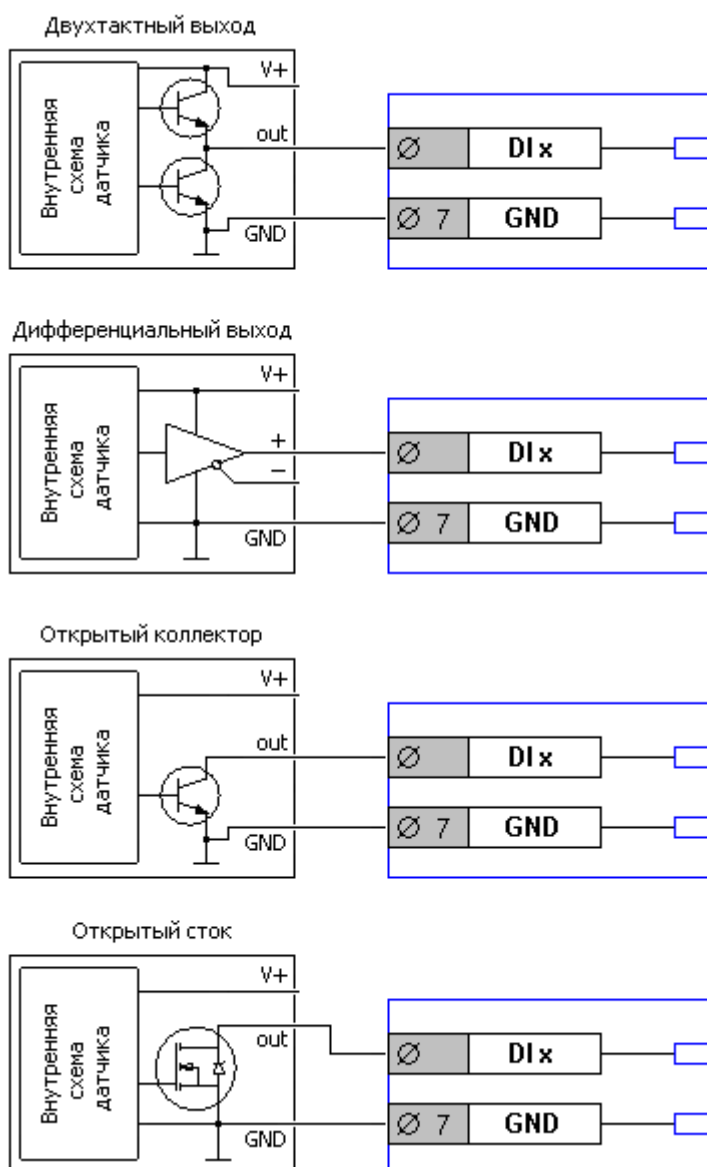 Двухтактный выход
V+
Внутренняя
схема
датчика
out
GND
Ø
DI x
Ø 7
GND
Дифференциальный выход
V+
Внутренняя
схема
датчика
+
−
GND
Ø
DI x
Ø 7
GND
Открытый коллектор
V+
Внутренняя
схема
датчика
out
GND
Ø
DI x
Ø 7
GND
Открытый сток
V+
Внутренняя
схема
датчика
out
GND
Ø
DI x
Ø 7
GND